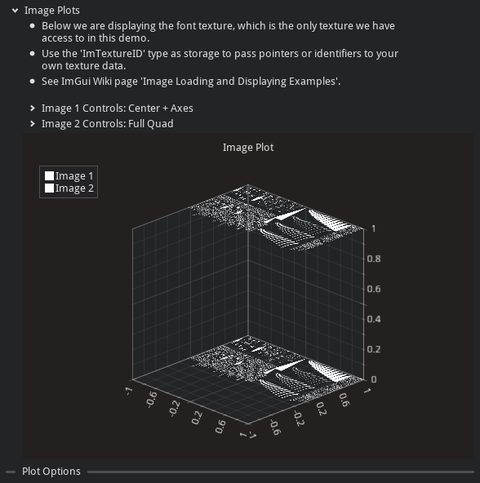 Image Plots
Below we are displaying the font texture, which is the only texture we have
access to in this demo.
Use the 'ImTextureID' type as storage to pass pointers or identifiers to your
own texture data.
See ImGui Wiki page 'Image Loading and Displaying Examples'.
Image 1 Controls: Center + Axes
Image 2 Controls: Full Quad
Image Plot
Image 1
Image 2
1
0.8
0.6
0.4
0.2
0
-1
-0.6
-0.2
0.2
0.6
1
-1
-0.6
-0.2
0.2
0.6
1
Plot Options